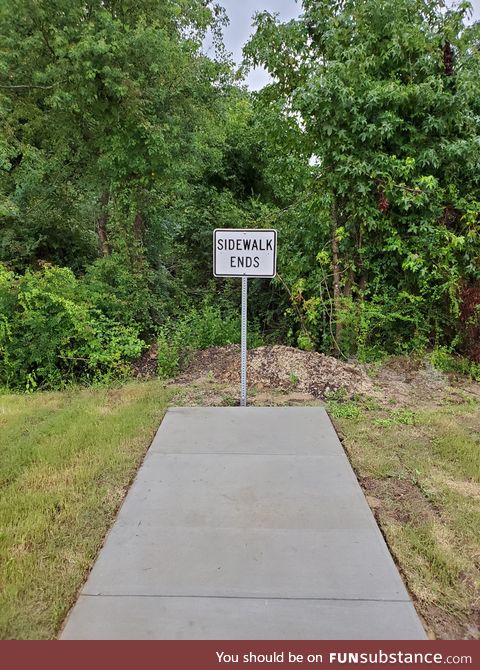 SIDEWALK
ENDS
You should be on FUNsubstance.com